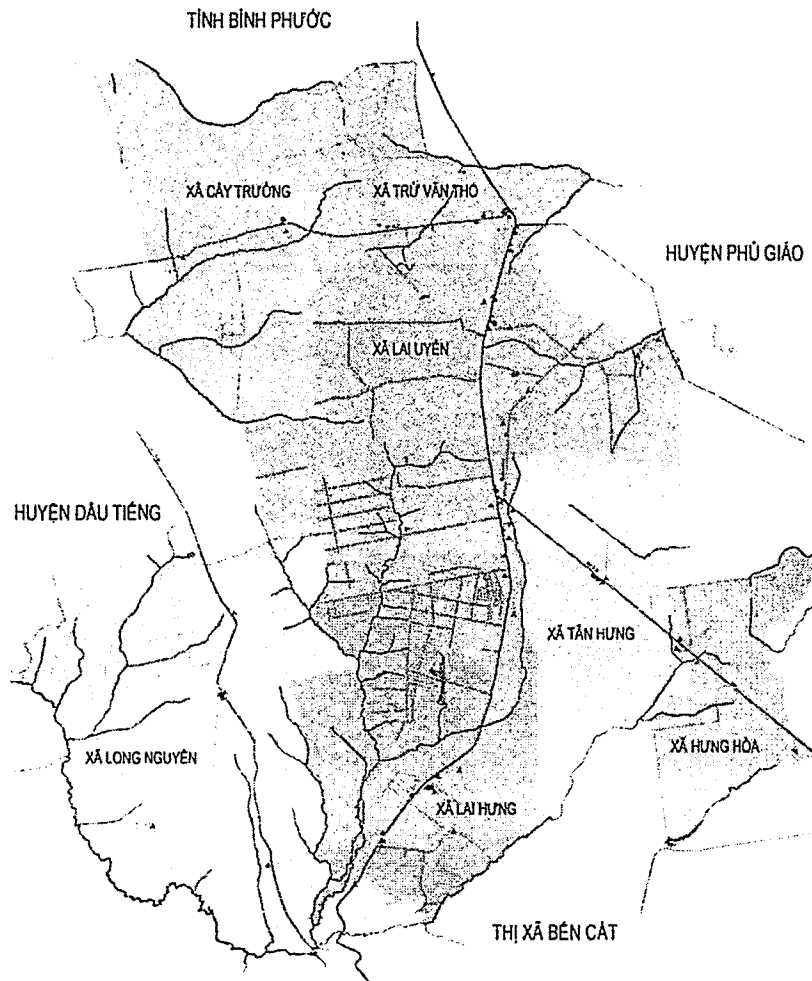 TỈNH BÌNH PHƯỚC
XÃ CÂY TRƯỜNG
XÃ TRỪ VĂN THỐ
HUYỆN PHÚ GIÁO
XÃ LAI UYÊN
HUYỆN DẦU TIẾNG
XÃ TÂN HƯNG
XÃ LONG NGUYÊN
XÃ HƯNG HÒA
XÃ LAI HƯNG
THỊ XÃ BẾN CÁT